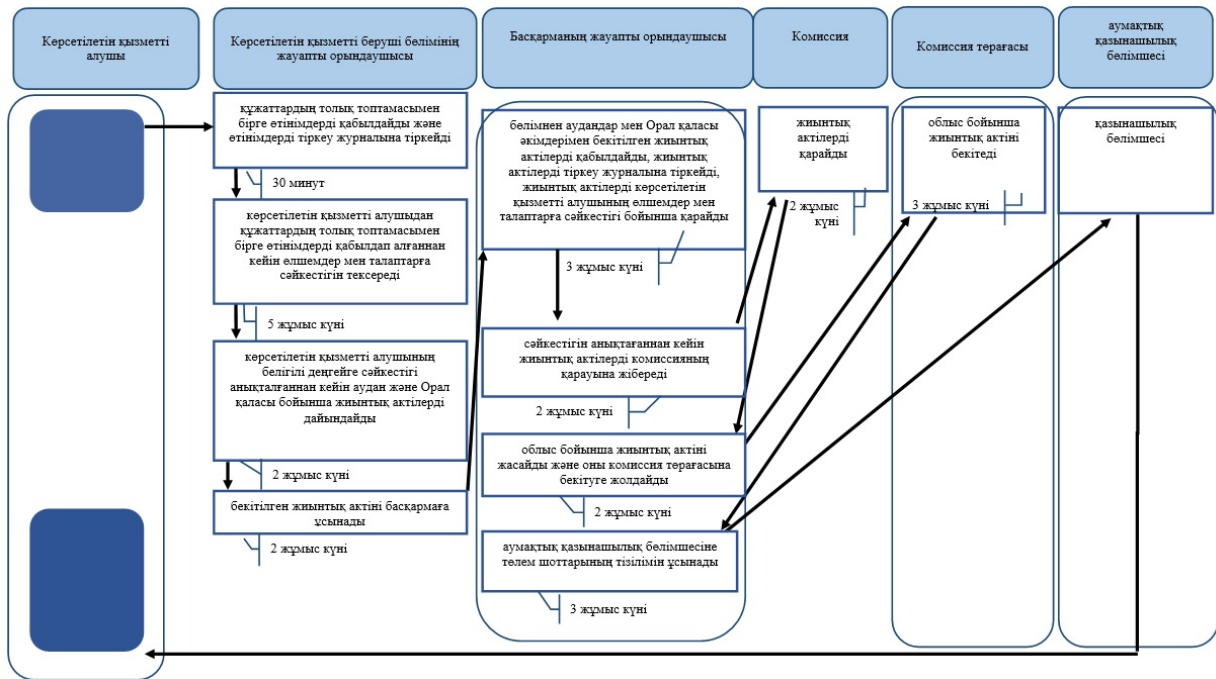 Көрсетілетін қызметті
алушы
Көрсетілетін қызметті беруші бөлімінің
жауапты орындаушысы
Басқарманың жауапты орындаушысы
Комиссия
Комиссия төрағасы
аумақтық
қазынашылық
бөлімшесі
құжаттардың толық топтамасымен
бірге өтінімдерді қабылдайды және
өтінімдерді тіркеу журналына тіркейді
30 минут
көрсетілетін қызметті алушыдан
құжаттардың толық топтамасымен
бірге өтінімдерді қабылдап алғаннан
кейін өлшемдер мен талаптарға
сәйкестігін тексереді
5 жұмыс күні
көрсетілетін қызметті алушының
белігілі деңгейге сәйкестігі
анықталғаннан кейін аудан және Орал
қаласы бойынша жиынтық актілерді
дайындайды
2 жұмыс күні
бекітілген жиынтық актіні басқармаға
ұсынады
2 жұмыс күні
бөлімнен аудандар мен Орал қаласы
әкімдерімен бекітілген жиынтық
актілерді қабылдайды, жиынтық
актілерді тіркеу журналына тіркейді,
жиынтық актілерді көрсетілетін
қызметті алушының өлшемдер мен
талаптарға сәйкестігі бойынша қарайды
3 жұмыс күні
сәйкестігін анықтағаннан кейін
жиынтық актілерді комиссияның
қарауына жібереді
2 жұмыс күні
облыс бойынша жиынтық актіні
жасайды және оны комиссия төрағасына
бекітуге жолдайды
2 жұмыс күні
аумақтық қазынашылық бөлімшесіне
төлем шоттарының тізілімін ұсынады
3 жұмыс күні
жиынтық
актілерді
қарайды
2 жұмыс
күні
облыс бойынша
жиынтық актіні
бекітеді
3 жұмыс күні
қазынашылық
бөлімшесі